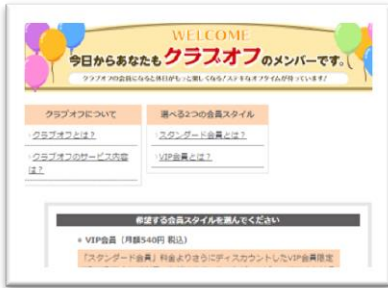 WELCOME
今日からあなたも クラブオフ のメンバーです。
クラブオフの会員になると休日がもっと楽しくなる!ステキなオフタイムが待っています!
クラブオフについて
選べる2つの会員スタイル
クラブオフとは?
スタンダード会員とは?
クラブオフのサービス内容
は?
VIP会員とは?
希望する会員スタイルを選んでください
VIP会員（月額540円 税込）
「スタンダード会員」料金よりさらにディスカウントしたVIP会員限定